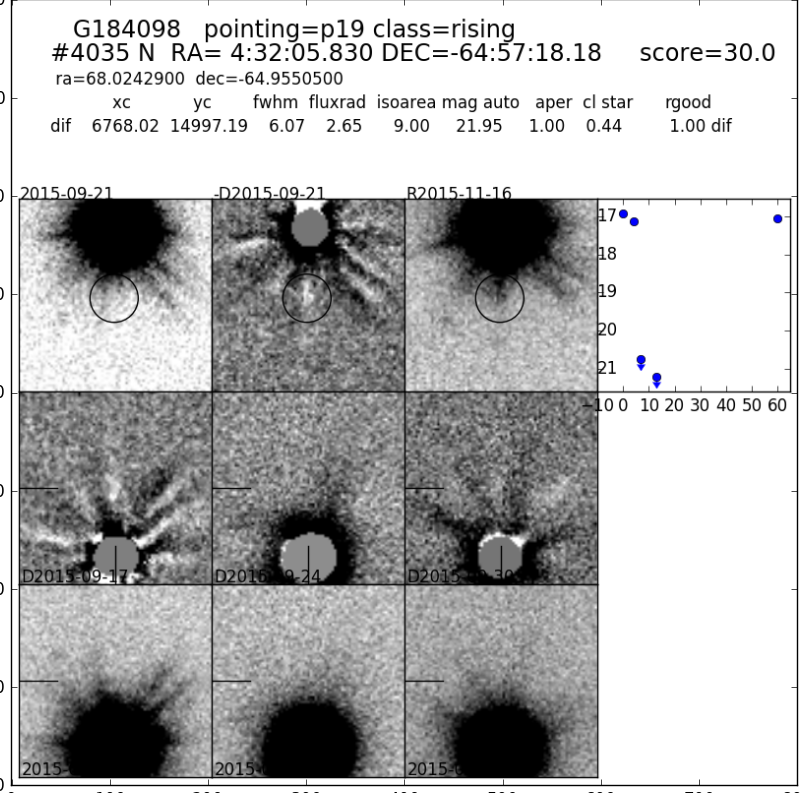 G184098 pointing=p19 class=rising
#4035 N RA= 4:32:05.830 DEC=-64:57:18.18 score=30.0
ra=68.0242900 dec=-64.9550500
xc yc fwhm fluxrad isoarea mag auto aper cl star rgood
dif 6768.02 14997.19 6.07 2.65 9.00 21.95 1.00 0.44 1.00 dif
2015-09-21 -D2015-09-21 R2015-11-16
17
18
19
20
21
-10 0 10 20 30 40 50 60
D2015-09-17